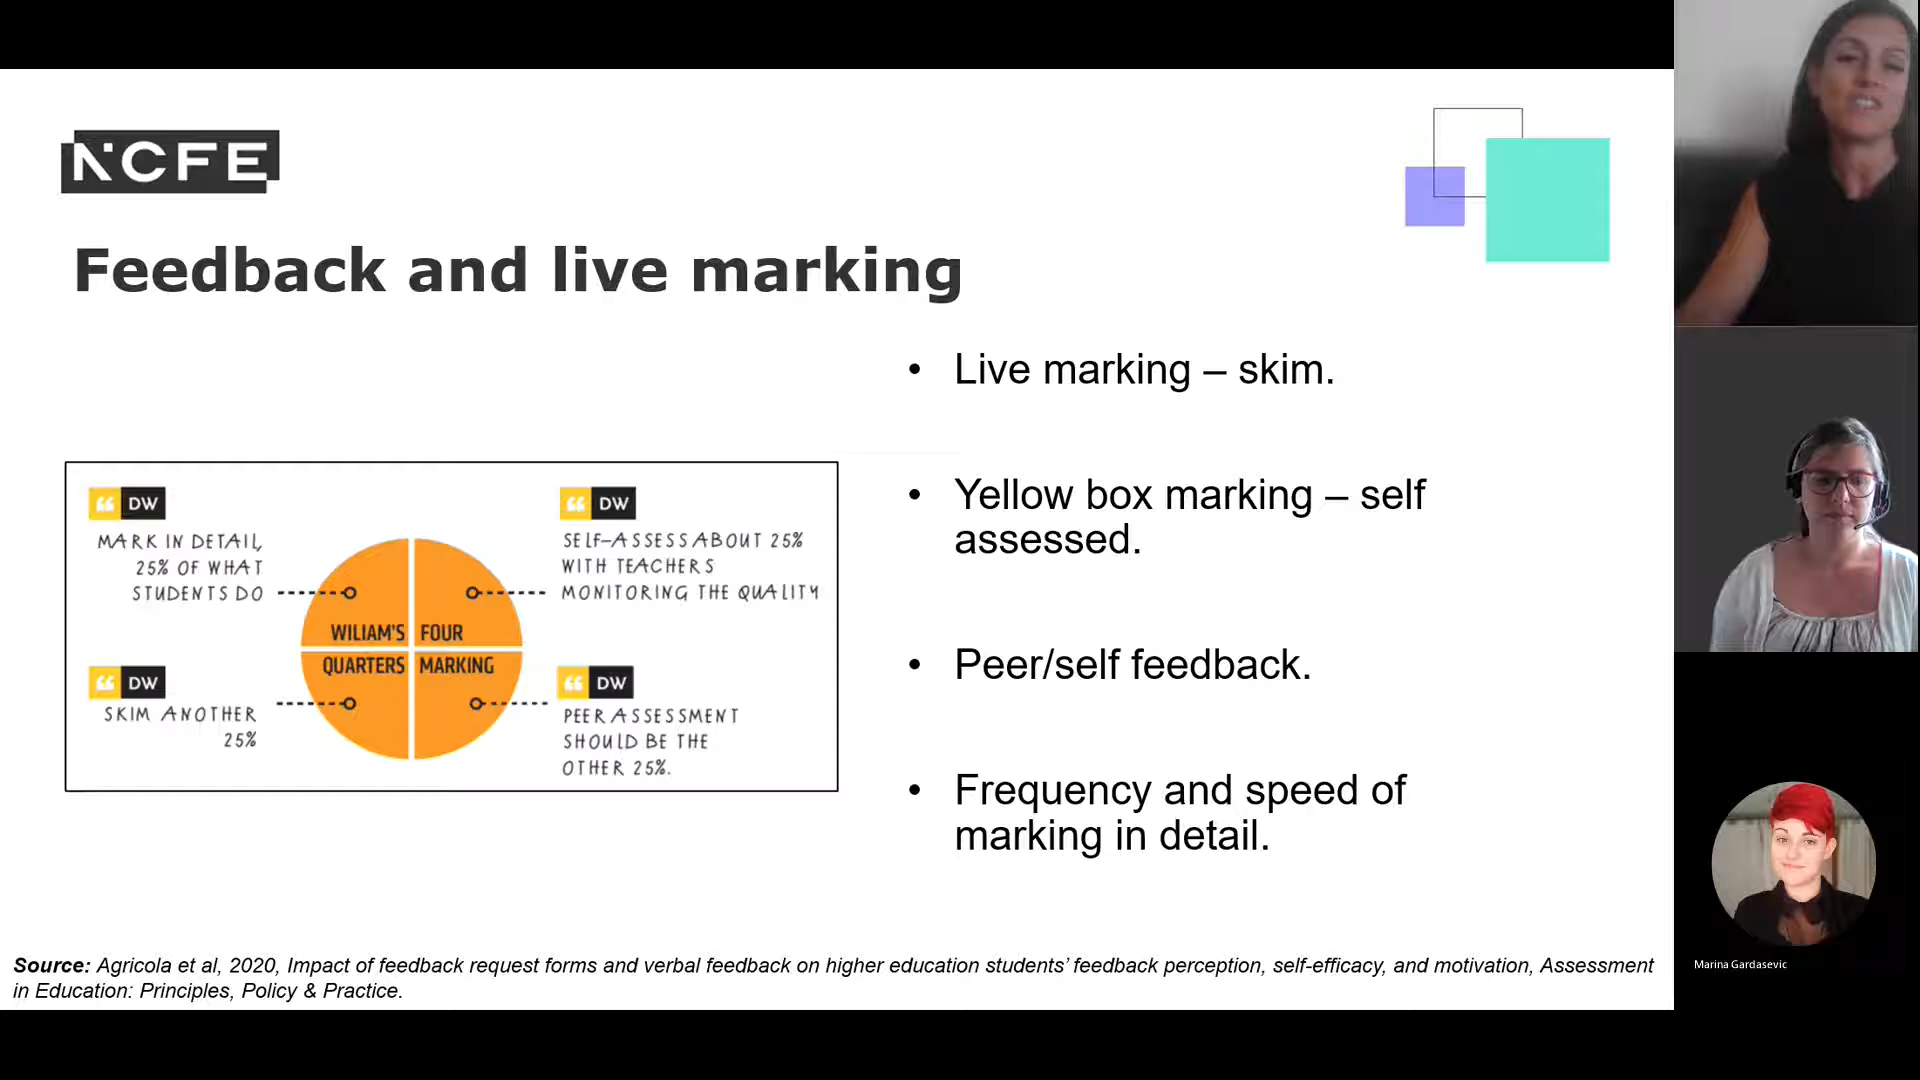 NCFE
Feedback and live marking
DW
MARK IN DETAIL,
25% OF WHAT
STUDENTS DO
DW
SELF-ASSESS ABOUT 25%
WITH TEACHERS
MONITORING THE QUALITY
WILIAM'S FOUR
QUARTERS MARKING
DW
SKIM ANOTHER
25%
DW
PEER ASSESSMENT
SHOULD BE THE
OTHER 25%.
• Live marking – skim.
• Yellow box marking – self
assessed.
• Peer/self feedback.
• Frequency and speed of
marking in detail.
Source: Agricola et al, 2020, Impact of feedback request forms and verbal feedback on higher education students' feedback perception, self-efficacy, and motivation, Assessment
in Education: Principles, Policy & Practice.
Marina Gardasevic